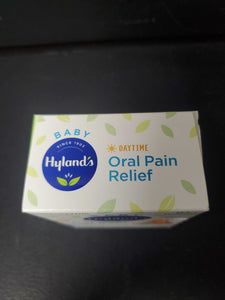 BABY
SINCE 1903
Hyland's
DAYTIME
Oral Pain
Relief